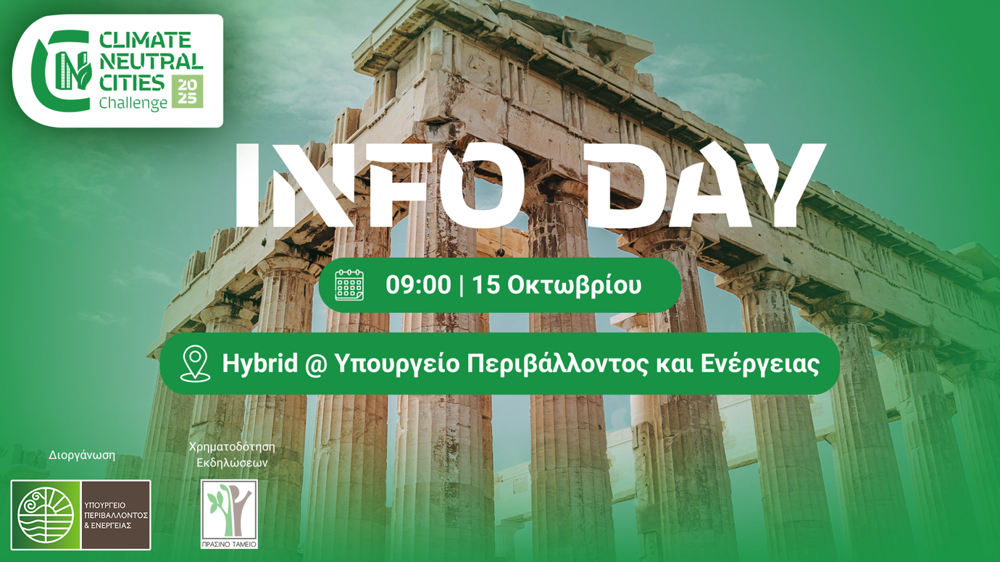 CLIMATE
NEUTRAL
CITIES
Challenge 2025
INFO DAY
09:00 | 15 Οκτωβρίου
Hybrid @ Υπουργείο Περιβάλλοντος και Ενέργειας
Διοργάνωση
Χρηματοδότηση
Εκδηλώσεων
ΥΠΟΥΡΓΕΙΟ
ΠΕΡΙΒΑΛΛΟΝΤΟΣ
& ΕΝΕΡΓΕΙΑΣ
ΠΡΑΣΙΝΟ ΤΑΜΕΙΟ